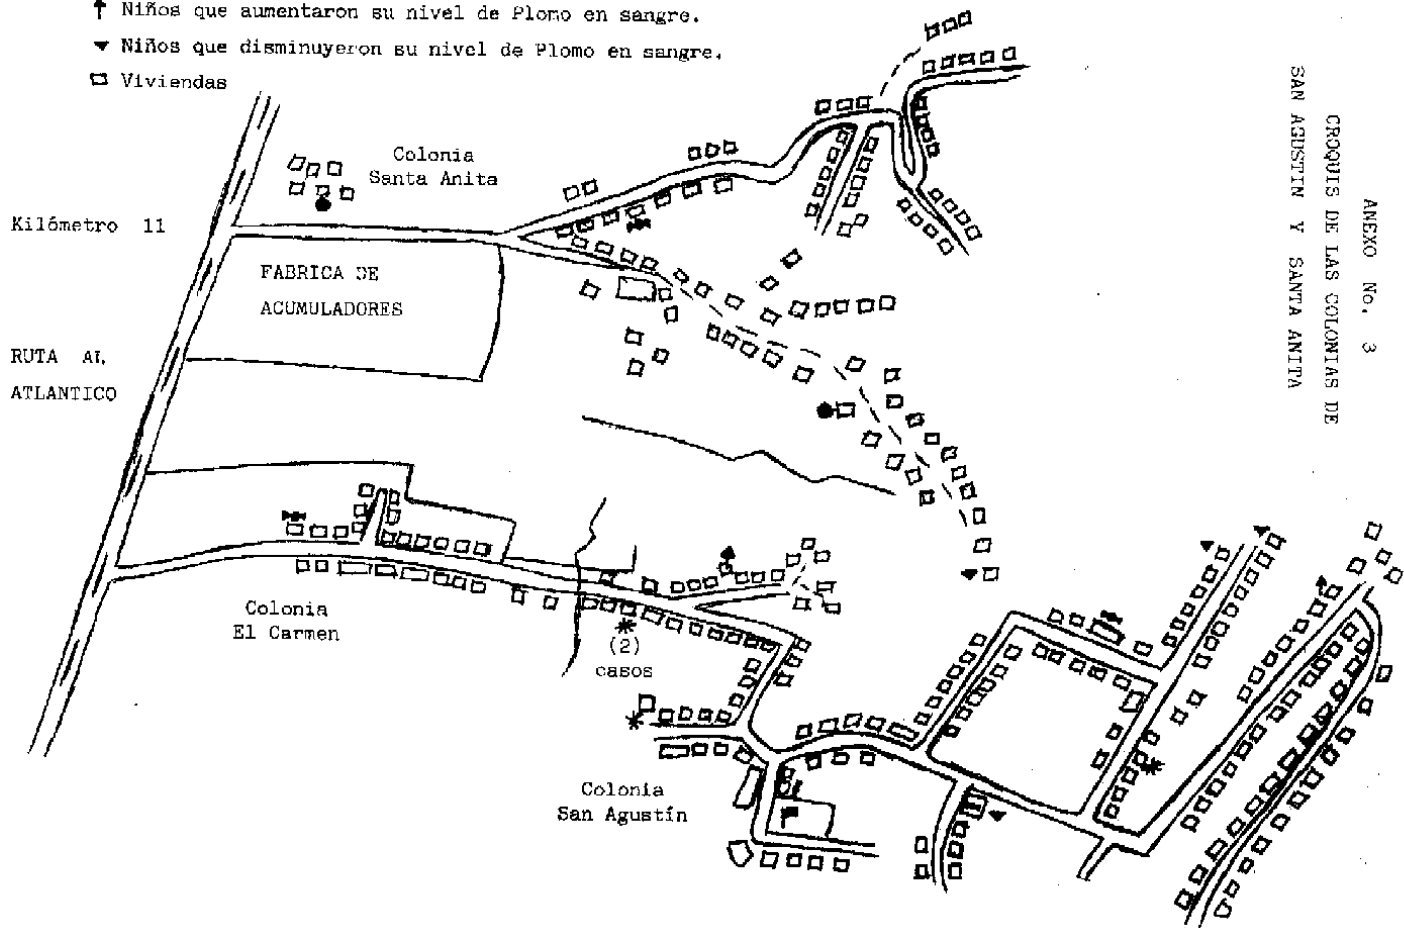 Niños que aumentaron su nivel de Plomo en sangre.
Niños que disminuyeron su nivel de Plomo en sangre.
Viviendas
ANEXO No. 3
CROQUIS DE LAS COLONIAS DE
SAN AGUSTIN Y SANTA ANITA
Colonia
Santa Anita
Kilómetro 11
FABRICA DE
ACUMULADORES
RUTA AL
ATLANTICO
Colonia
El Carmen
(2)
casos
Colonia
San Agustín